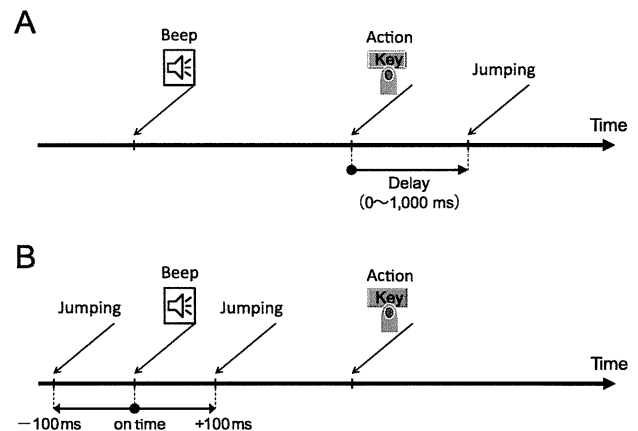 A
Beep
Action
Key
Jumping
Time
Delay
(0～1,000 ms)
B
Beep
Action
Jumping
Jumping
Key
Time
－100ms
on time
+100ms